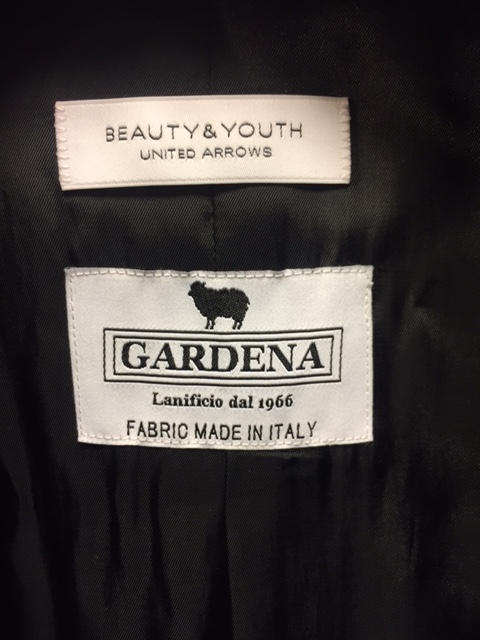 BEAUTY&YOUTH
UNITED ARROWS
GARDENA
Lanificio dal 1966
FABRIC MADE IN ITALY